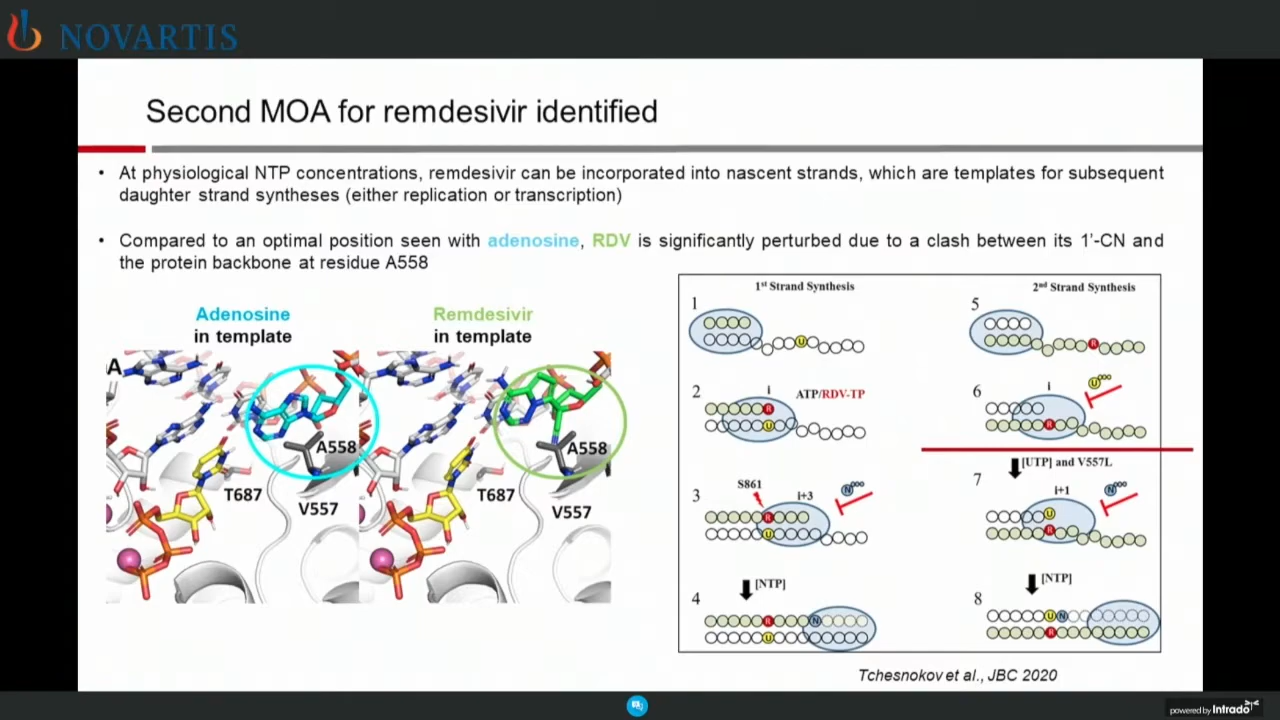 NOVARTIS
Second MOA for remdesivir identified
• At physiological NTP concentrations, remdesivir can be incorporated into nascent strands, which are templates for subsequent
daughter strand syntheses (either replication or transcription)
• Compared to an optimal position seen with adenosine, RDV is significantly perturbed due to a clash between its 1'-CN and
the protein backbone at residue A558
Adenosine
in template
Remdesivir
in template
A
A558
T687
V557
A558
T687
V557
1st Strand Synthesis
2nd Strand Synthesis
1
U
5
R
2
i
ATP/RDV-TP
R
U
6
i
U
R
3
S861
i+3
N
R
U
[UTP] and V557L
7
i+1
N
U
R
[NTP]
4
R
N
U
[NTP]
8
U N
R
Tchesnokov et al., JBC 2020
powered by Intrado